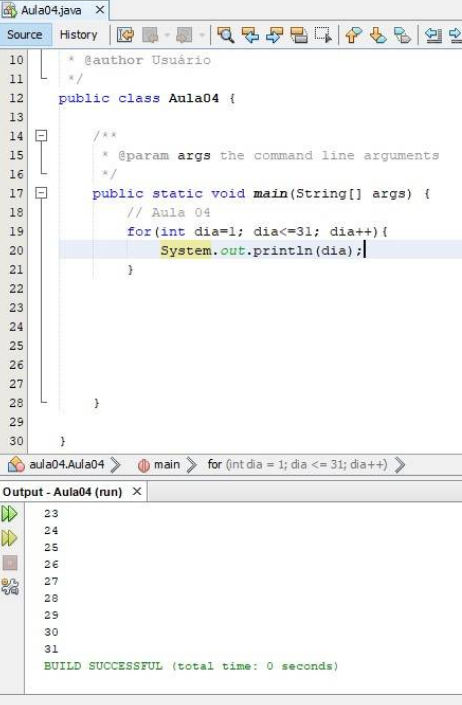 Aula04.java X
Source History
10 * @author Usuário
11 */
12 public class Aula04 {
13
14 /**
15 * @param args the command line arguments
16 */
17 public static void main(String[] args) {
18 // Aula 04
19 for(int dia=1; dia<=31; dia++){
20 System.out.println(dia);
21 }
22
23
24
25
26
27
28 }
29
30 }
aula04.Aula04 main for (int dia = 1; dia <= 31; dia++)
Output - Aula04 (run) X
23
24
25
26
27
28
29
30
31
BUILD SUCCESSFUL (total time: 0 seconds)